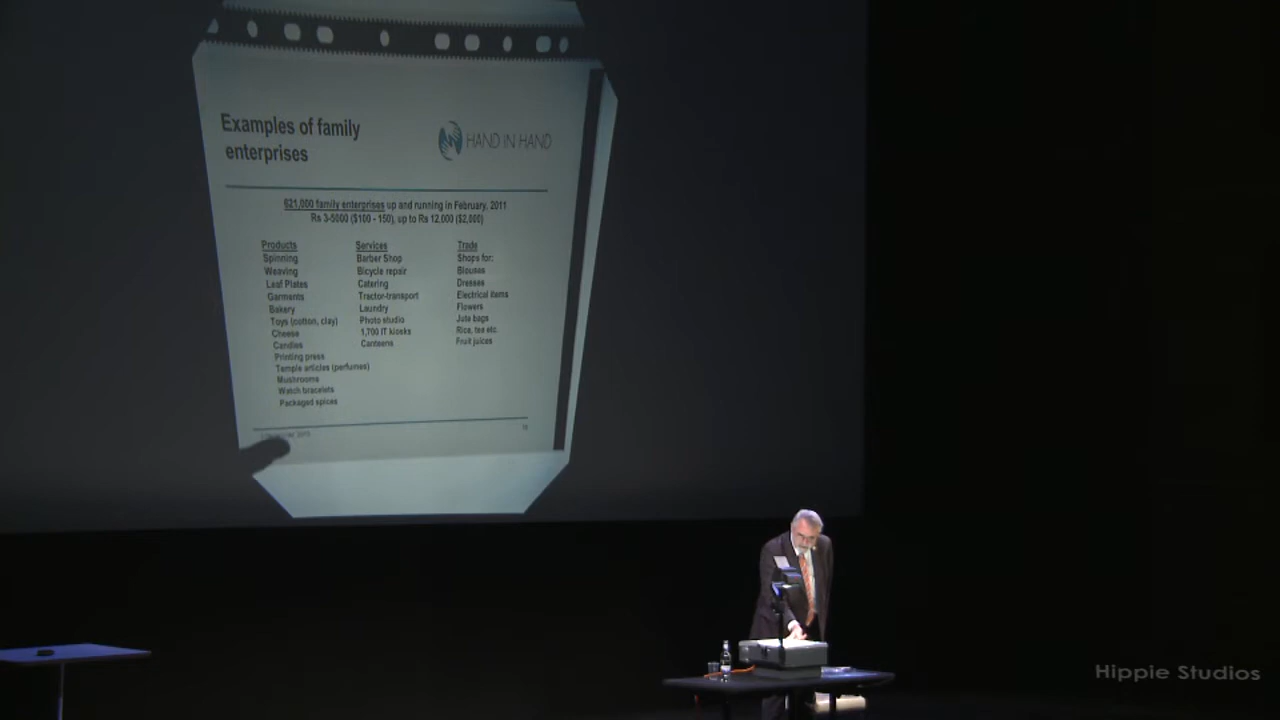 Examples of family
enterprises
HAND IN HAND
621,000 family enterprises up and running in February, 2011
Rs 3-5000 ($100 - 150), up to Rs 12.000 ($2,000)
Products
Spinning
Weaving
Leaf Plates
Garments
Bakery
Toys (cotton, clay)
Cheese
Candles
Printing press
Temple articles (perfumes)
Mushrooms
Watch bracelets
Packaged spices
Services
Barber Shop
Bicycle repair
Catering
Tractor-transport
Laundry
Photo studio
1,700 IT kiosks
Canteens
Trade
Shops for:
Blousas
Dresses
Electrical items
Flowers
Jute bags
Rice, tea etc.
Fruit juices
Hippie Studios